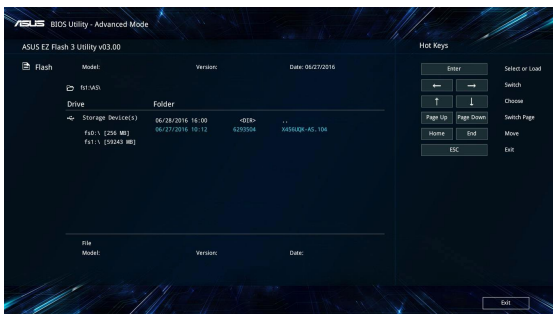 ASUS BIOS Utility - Advanced Mode
ASUS EZ Flash 3 Utility v03.00
Flash
Model: Version: Date: 06/27/2016
fs1:\AS\
Drive Folder
Storage Device(s)
fs0:\ [256 MB]
fs1:\ [59243 MB]
06/28/2016 16:00 <DIR> ..
06/27/2016 10:12 6293504 X456UQK-AS.104
File
Model: Version: Date:
Hot Keys
Enter Select or Load
← → Switch
↑ ↓ Choose
Page Up Page Down Switch Page
Home End Move
ESC Exit
Exit